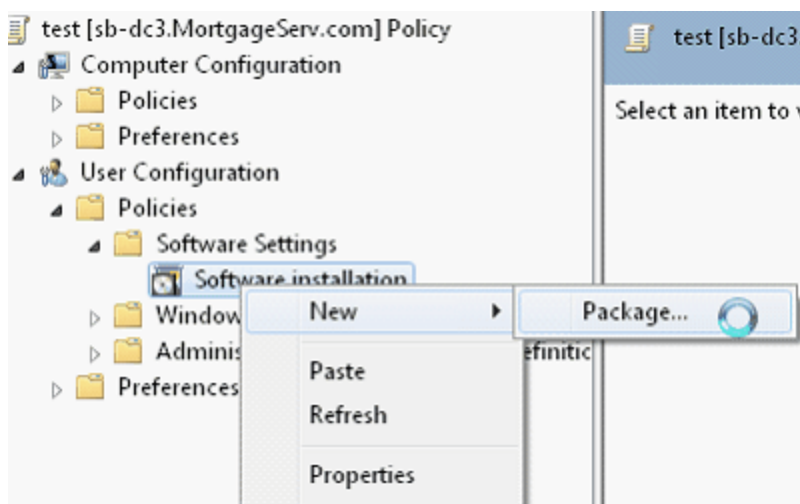 test [sb-dc3.MortgageServ.com] Policy
Computer Configuration
Policies
Preferences
User Configuration
Policies
Software Settings
Software installation
Window
Adminis
efinitic
Preferences
New
Package...
Paste
Refresh
Properties
test [sb-dc3
Select an item to